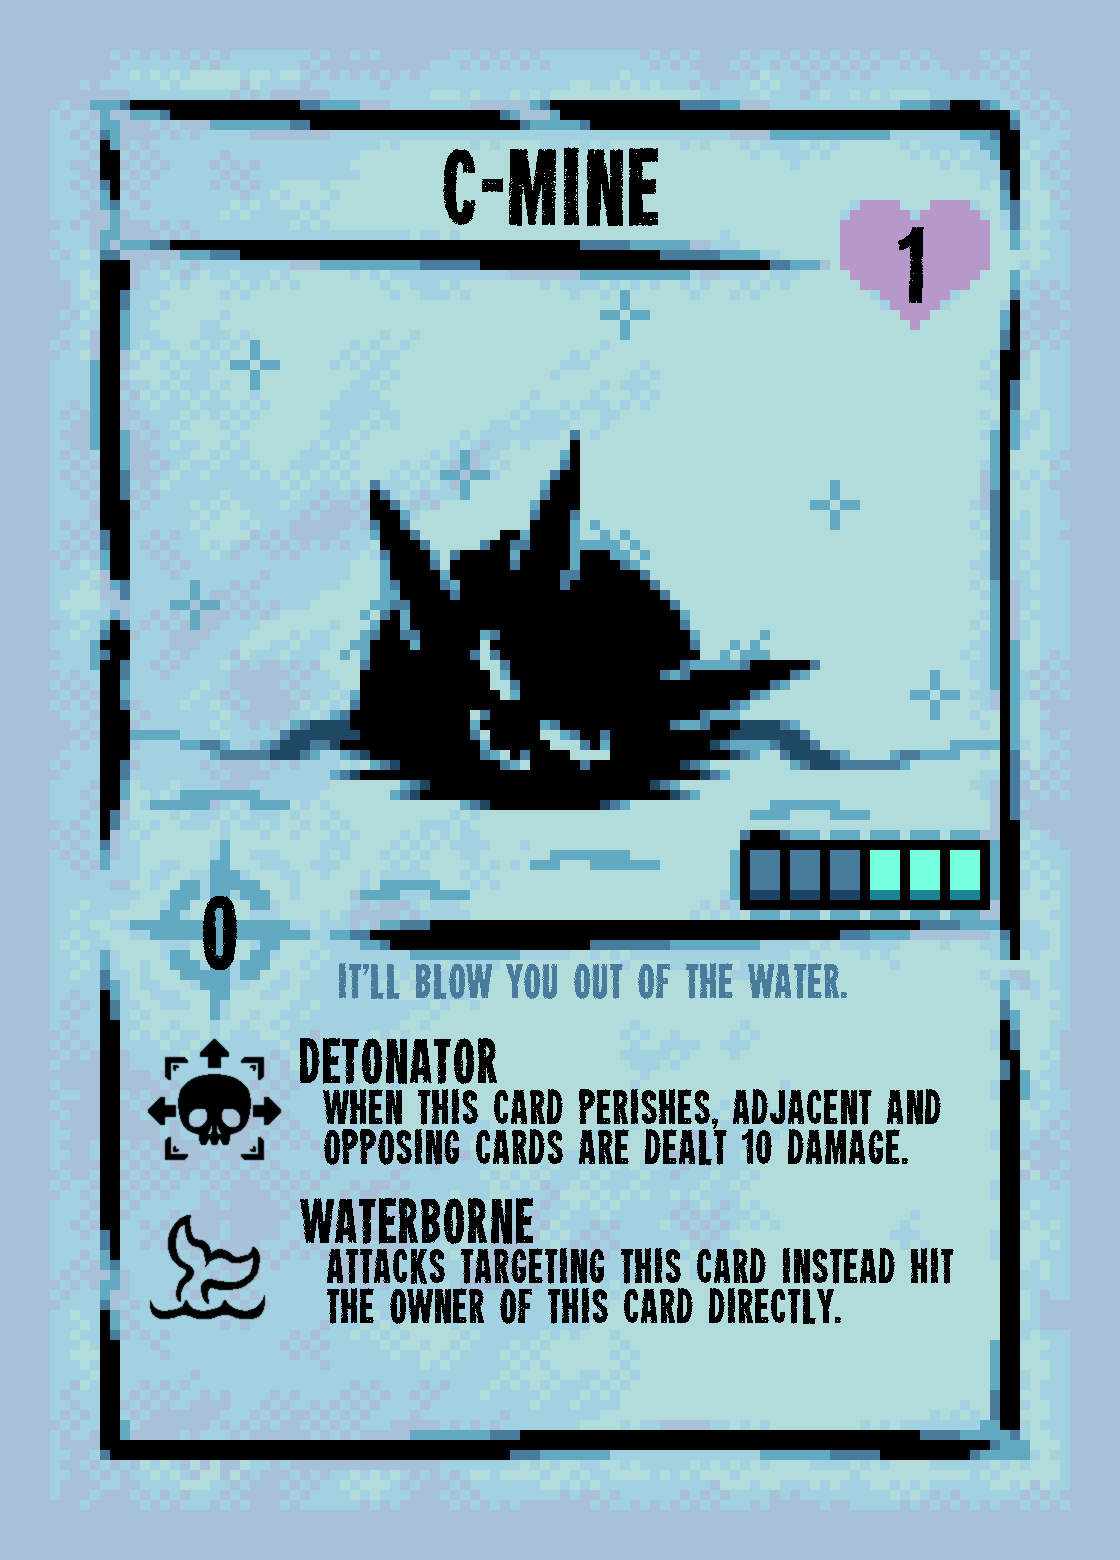 C-MINE
1
0
IT'LL BLOW YOU OUT OF THE WATER.
DETONATOR
WHEN THIS CARD PERISHES, ADJACENT AND
OPPOSING CARDS ARE DEALT 10 DAMAGE.
WATERBORNE
ATTACKS TARGETING THIS CARD INSTEAD HIT
THE OWNER OF THIS CARD DIRECTLY.